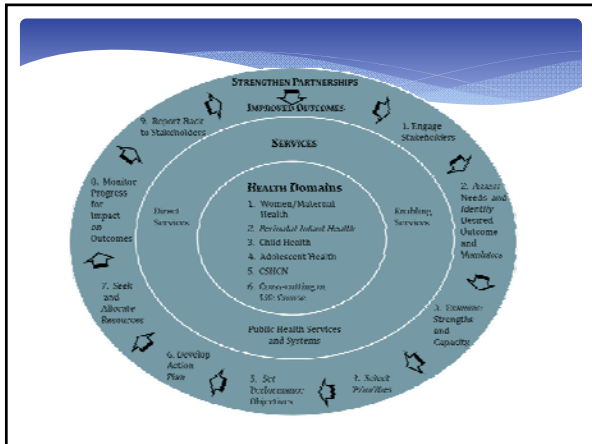 STRENGTHEN PARTNERSHIPS
IMPROVED OUTCOMES
1. Engage
Stakeholders
2. Assess
Needs and
Identify
Desired
Outcome
and
Mandates
3. Examine
Strengths
and
Capacity
4. Select
Priorities
5. Set
Performance
Objectives
6. Develop
Action
Plan
7. Seek
and
Allocate
Resources
8. Monitor
Progress
for
Impact
on
Outcomes
9. Report Back
to Stakeholders
SERVICES
Direct
Services
Enabling
Services
Public Health Services
and Systems
HEALTH Domains
1. Women/Maternal
Health
2. Perinatal Infant Health
3. Child Health
4. Adolescent Health
5. CSHCN
6. Cross-cutting or
Life Course